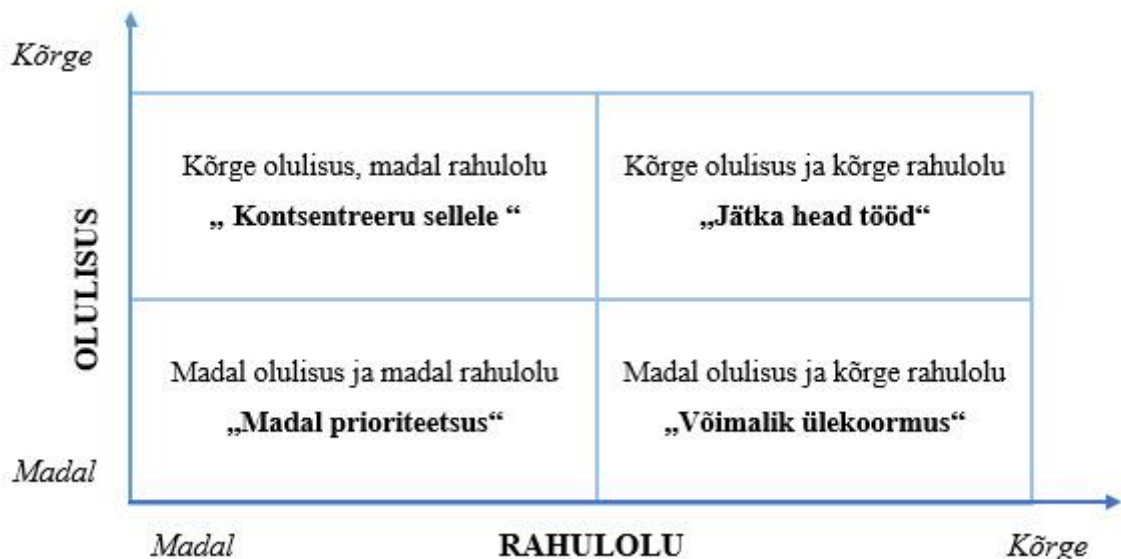 Kõrge
Kõrge olulisus, madal rahulolu
„ Kontsentreeru sellele “
Kõrge olulisus ja kõrge rahulolu
„Jätka head tööd“
OLULISUS
Madal olulisus ja madal rahulolu
„Madal prioriteetsus“
Madal olulisus ja kõrge rahulolu
„Võimalik ülekoormus“
Madal
Madal
RAHULOLU
Kõrge